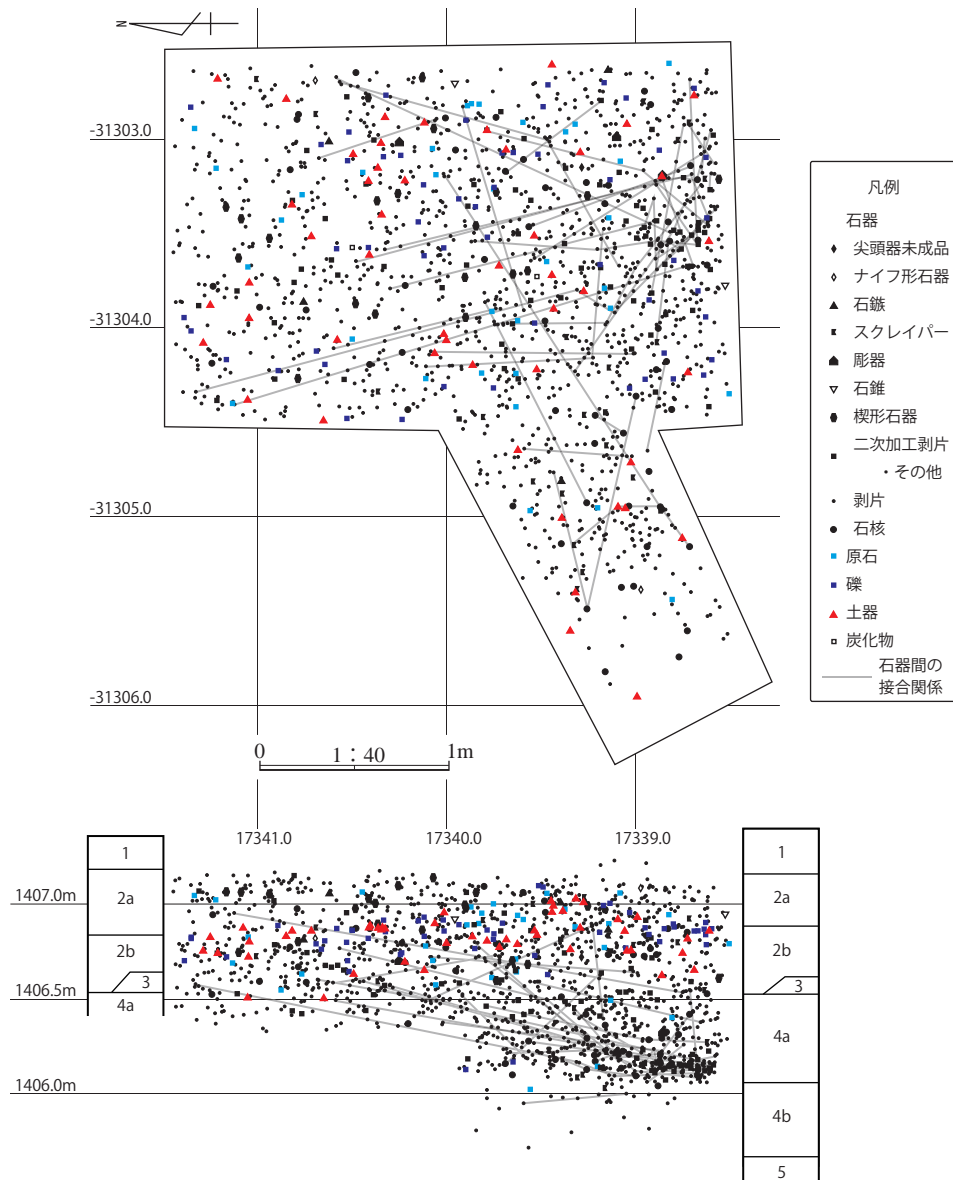 N
-31303.0
-31304.0
-31305.0
-31306.0
凡例
石器
尖頭器未成品
ナイフ形石器
石鏃
スクレイパー
彫器
石錐
楔形石器
二次加工剥片
・その他
剥片
石核
原石
礫
土器
炭化物
石器間の
接合関係
0 1：40 1m
17341.0 17340.0 17339.0
1407.0m
1406.5m
1406.0m
1
2a
2b
3
4a
1
2a
2b
3
4a
4b
5